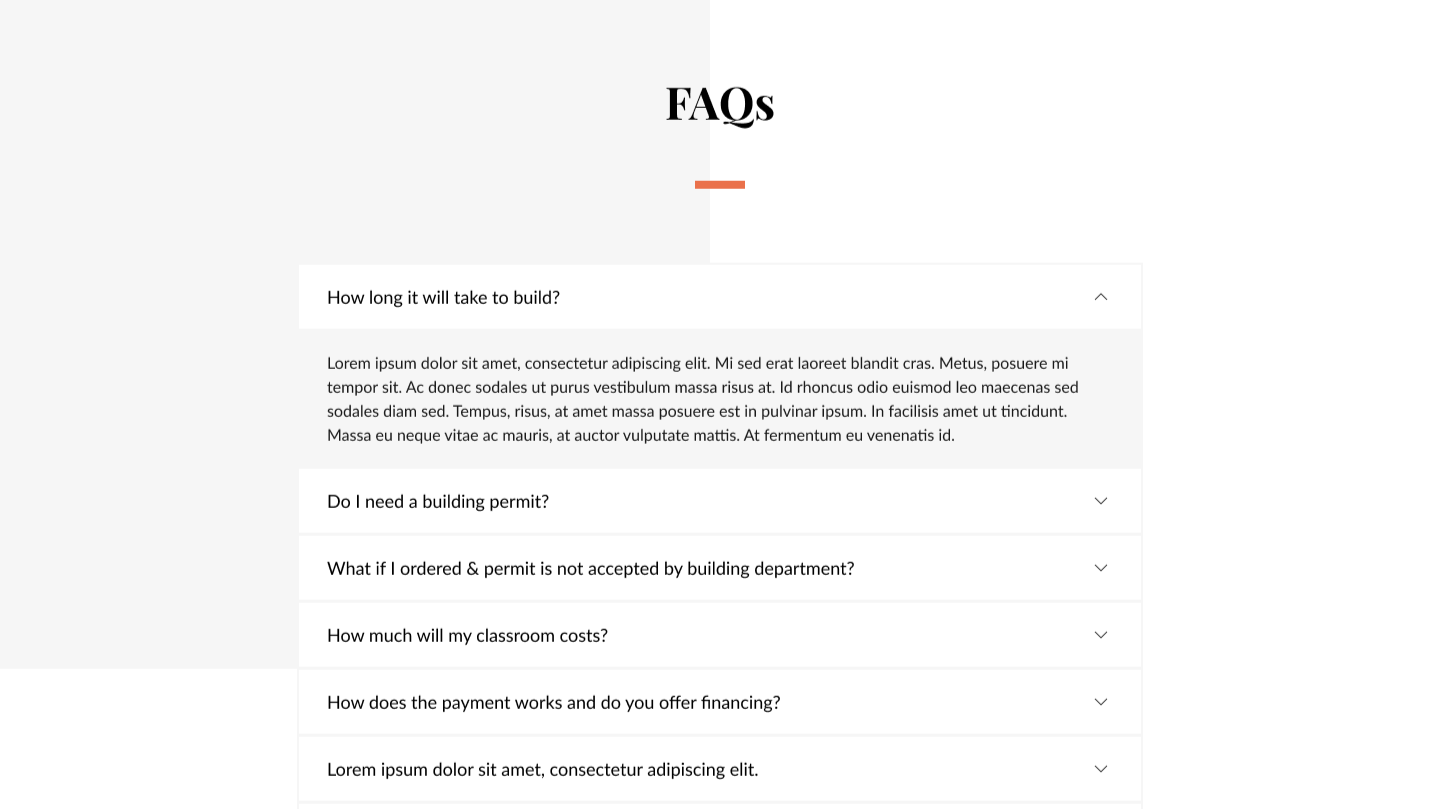 FAQs
How long it will take to build?
Lorem ipsum dolor sit amet, consectetur adipiscing elit. Mi sed erat laoreet blandit cras. Metus, posuere mi
tempor sit. Ac donec sodales ut purus vestibulum massa risus at. Id rhoncus odio euismod leo maecenas sed
sodales diam sed. Tempus, risus, at amet massa posuere est in pulvinar ipsum. In facilisis amet ut tincidunt.
Massa eu neque vitae ac mauris, at auctor vulputate mattis. At fermentum eu venenatis id.
Do I need a building permit?
What if I ordered & permit is not accepted by building department?
How much will my classroom costs?
How does the payment works and do you offer financing?
Lorem ipsum dolor sit amet, consectetur adipiscing elit.